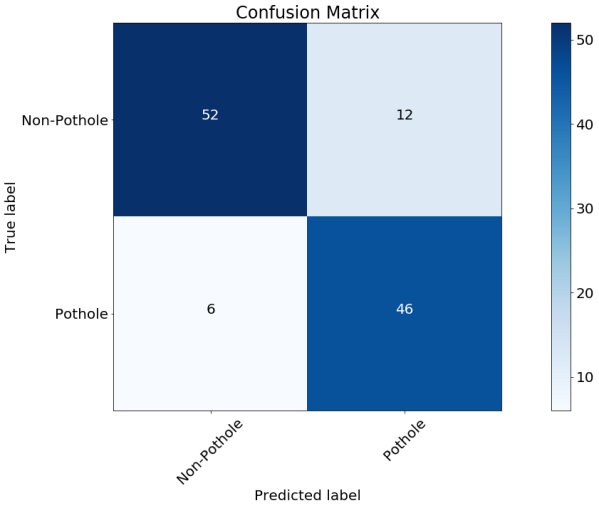 Confusion Matrix
Non-Pothole
52
12
50
40
30
20
10
True label
Pothole
6
46
Non-Pothole
Pothole
Predicted label